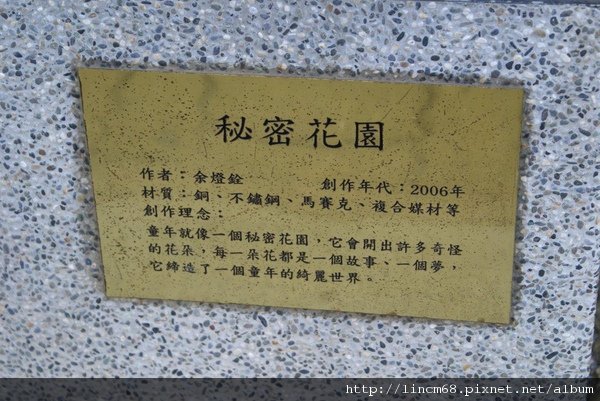 秘密花園
作者：余燈銓 創作年代：2006年
材質：銅、不鏽鋼、馬賽克、複合媒材等
創作理念：
童年就像一個秘密花園，它會開出許多奇怪
的花朵，每一朵花都是一個故事、一個夢，
它締造了一個童年的綺麗世界。
http://lincm68.pixnet.net/album